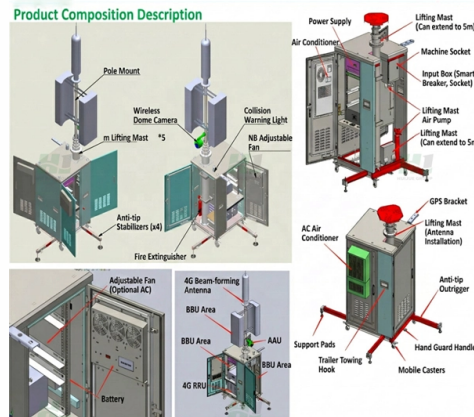 Product Composition Description
Pole Mount
Wireless
Dome Camera
*5
m Lifting Mast
Collision
Warning Light
NB Adjustable
Fan
Anti-tip
Stabilizers (x4)
Fire Extinguisher
Power Supply
Air Conditioner
Lifting Mast
(Can extend to 5m)
Machine Socket
Input Box (Smart
Breaker, Socket)
Lifting Mast
Air Pump
Lifting Mast
(Can extend to 5m
GPS Bracket
Lifting Mast
(Antenna
Installation)
AC Air
Conditioner
Anti-tip
Outrigger
Support Pads
Trailer Towing
Hook
Hand Guard Handle
Mobile Casters
Adjustable Fan
(Optional AC)
Battery
4G Beam-forming
Antenna
BBU Area
AAU
BBU Area
BBU Area
4G RRU